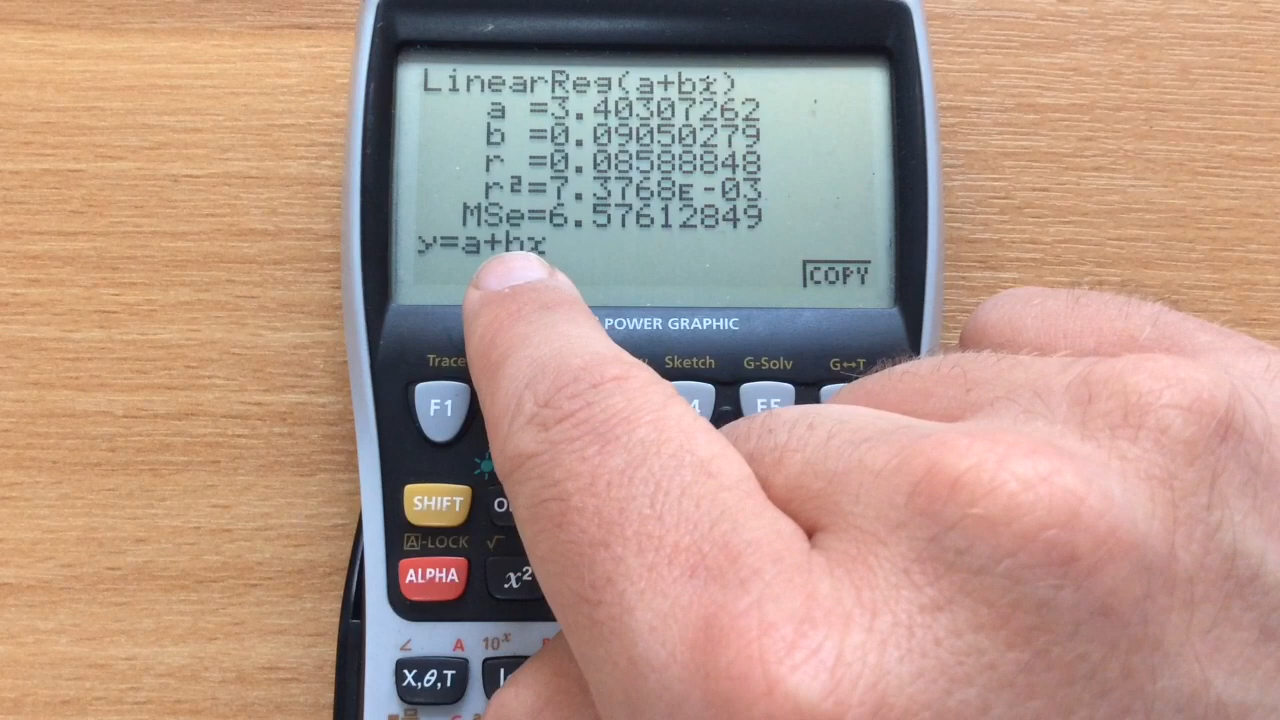 LinearReg(a+bx)
a =3.40307262
b =0.09050279
r =0.08588848
r²=7.3768E-03
MSe=6.57612849
y=a+bx
COPY
POWER GRAPHIC
Trace Sketch G-Solv G↔T
F1 F5
SHIFT
A-LOCK √
ALPHA x²
∠ A 10ˣ
X,θ,T